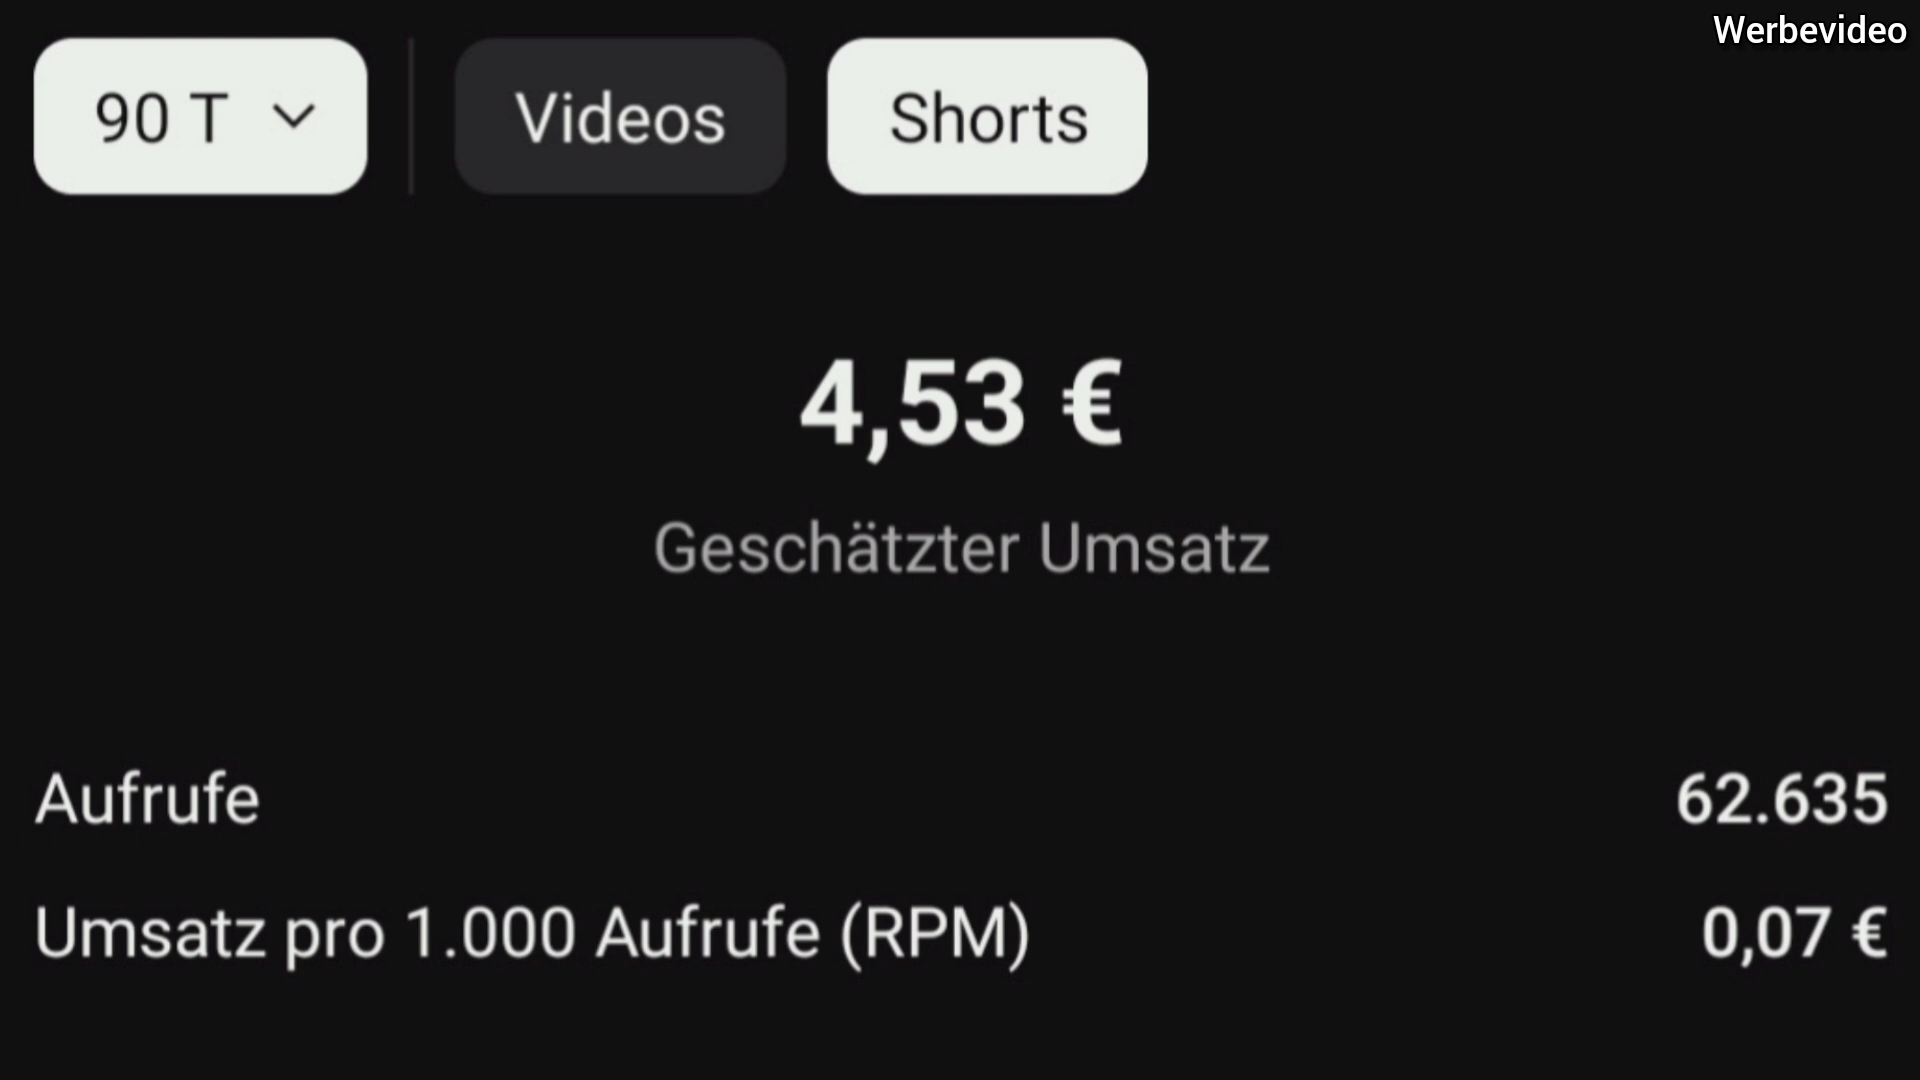 Werbevideo
90 T
Videos
Shorts
4,53 €
Geschätzter Umsatz
Aufrufe
62.635
Umsatz pro 1.000 Aufrufe (RPM)
0,07 €